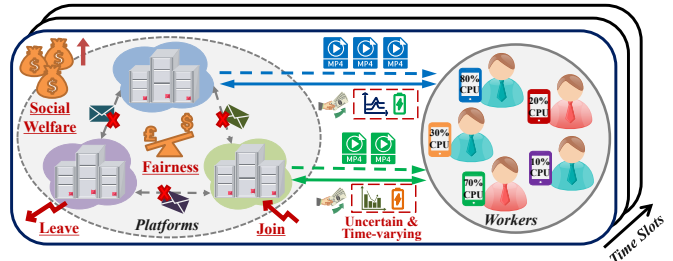 Social
Welfare
£
$
Fairness
Leave
Platforms
Join
MP4
MP4
MP4
MP4
MP4
Uncertain &
Time-varying
80%
CPU
20%
CPU
30%
CPU
10%
CPU
70%
CPU
Workers
Time Slots